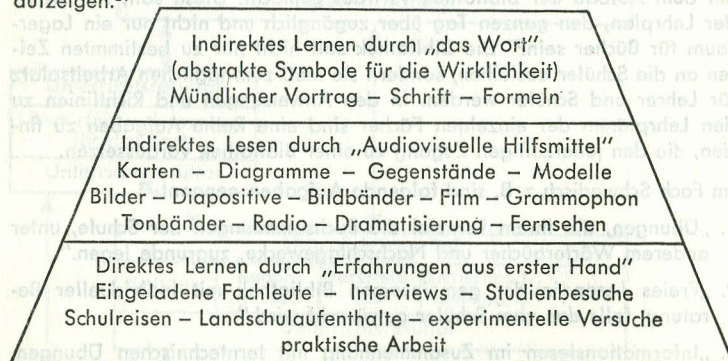 aufzeigen.
Indirektes Lernen durch „das Wort"
(abstrakte Symbole für die Wirklichkeit)
Mündlicher Vortrag – Schrift – Formeln
Indirektes Lesen durch „Audiovisuelle Hilfsmittel"
Karten – Diagramme – Gegenstände – Modelle
Bilder – Diapositive – Bildbänder – Film – Grammophon
Tonbänder – Radio – Dramatisierung – Fernsehen
Direktes Lernen durch „Erfahrungen aus erster Hand"
Eingeladene Fachleute – Interviews – Studienbesuche
Schulreisen – Landschulaufenthalte – experimentelle Versuche
praktische Arbeit